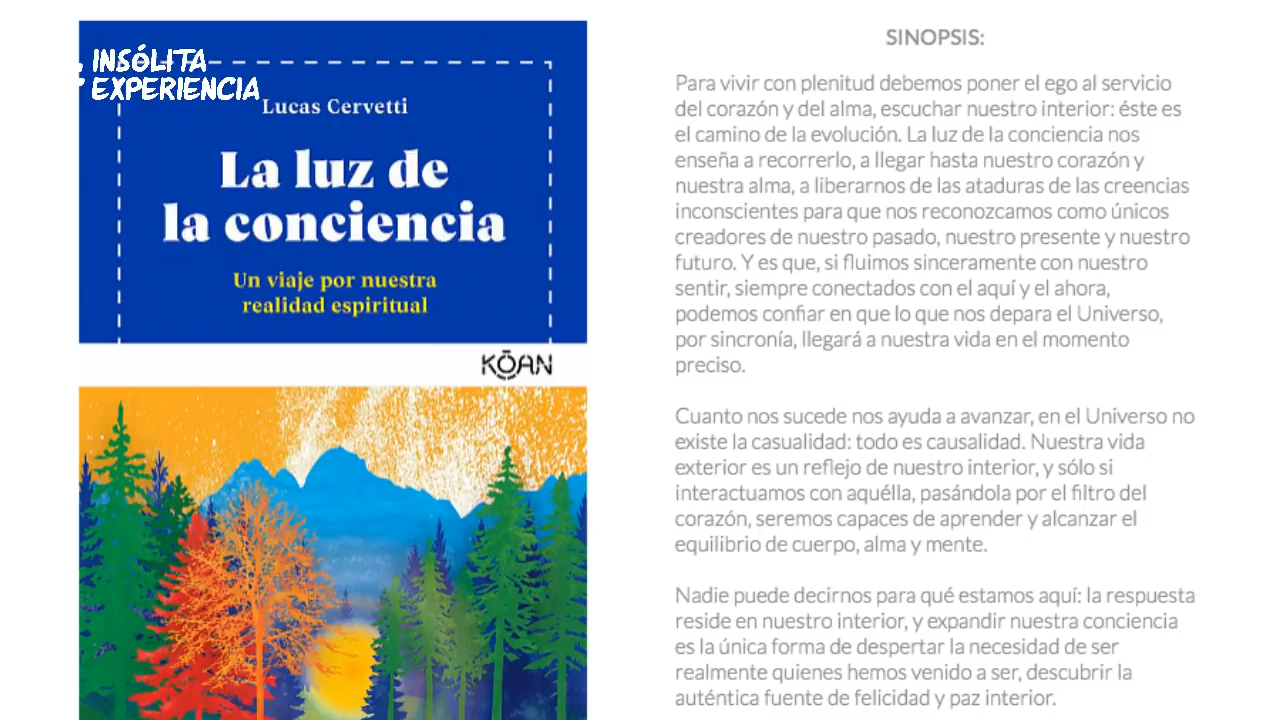 INSÓLITA
EXPERIENCIA
Lucas Cervetti
La luz de
la conciencia
Un viaje por nuestra
realidad espiritual
KŌAN
SINOPSIS:
Para vivir con plenitud debemos poner el ego al servicio
del corazón y del alma, escuchar nuestro interior: éste es
el camino de la evolución. La luz de la conciencia nos
enseña a recorrerlo, a llegar hasta nuestro corazón y
nuestra alma, a liberarnos de las ataduras de las creencias
inconscientes para que nos reconozcamos como únicos
creadores de nuestro pasado, nuestro presente y nuestro
futuro. Y es que, si fluimos sinceramente con nuestro
sentir, siempre conectados con el aquí y el ahora,
podemos confiar en que lo que nos depara el Universo,
por sincronía, llegará a nuestra vida en el momento
preciso.
Cuanto nos sucede nos ayuda a avanzar, en el Universo no
existe la casualidad: todo es causalidad. Nuestra vida
exterior es un reflejo de nuestro interior, y sólo si
interactuamos con aquélla, pasándola por el filtro del
corazón, seremos capaces de aprender y alcanzar el
equilibrio de cuerpo, alma y mente.
Nadie puede decirnos para qué estamos aquí: la respuesta
reside en nuestro interior, y expandir nuestra conciencia
es la única forma de despertar la necesidad de ser
realmente quienes hemos venido a ser, descubrir la
auténtica fuente de felicidad y paz interior.